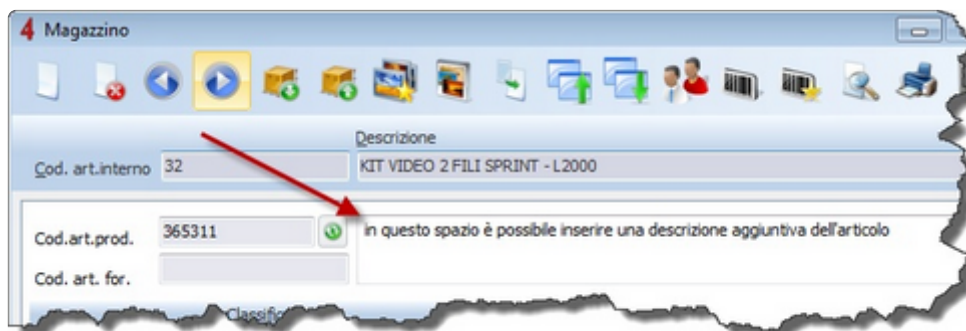 4 Magazzino
Descrizione
Cod. art.interno 32 KIT VIDEO 2 FILI SPRINT - L2000
Cod.art.prod. 365311 in questo spazio è possibile inserire una descrizione aggiuntiva dell'articolo
Cod. art. for.